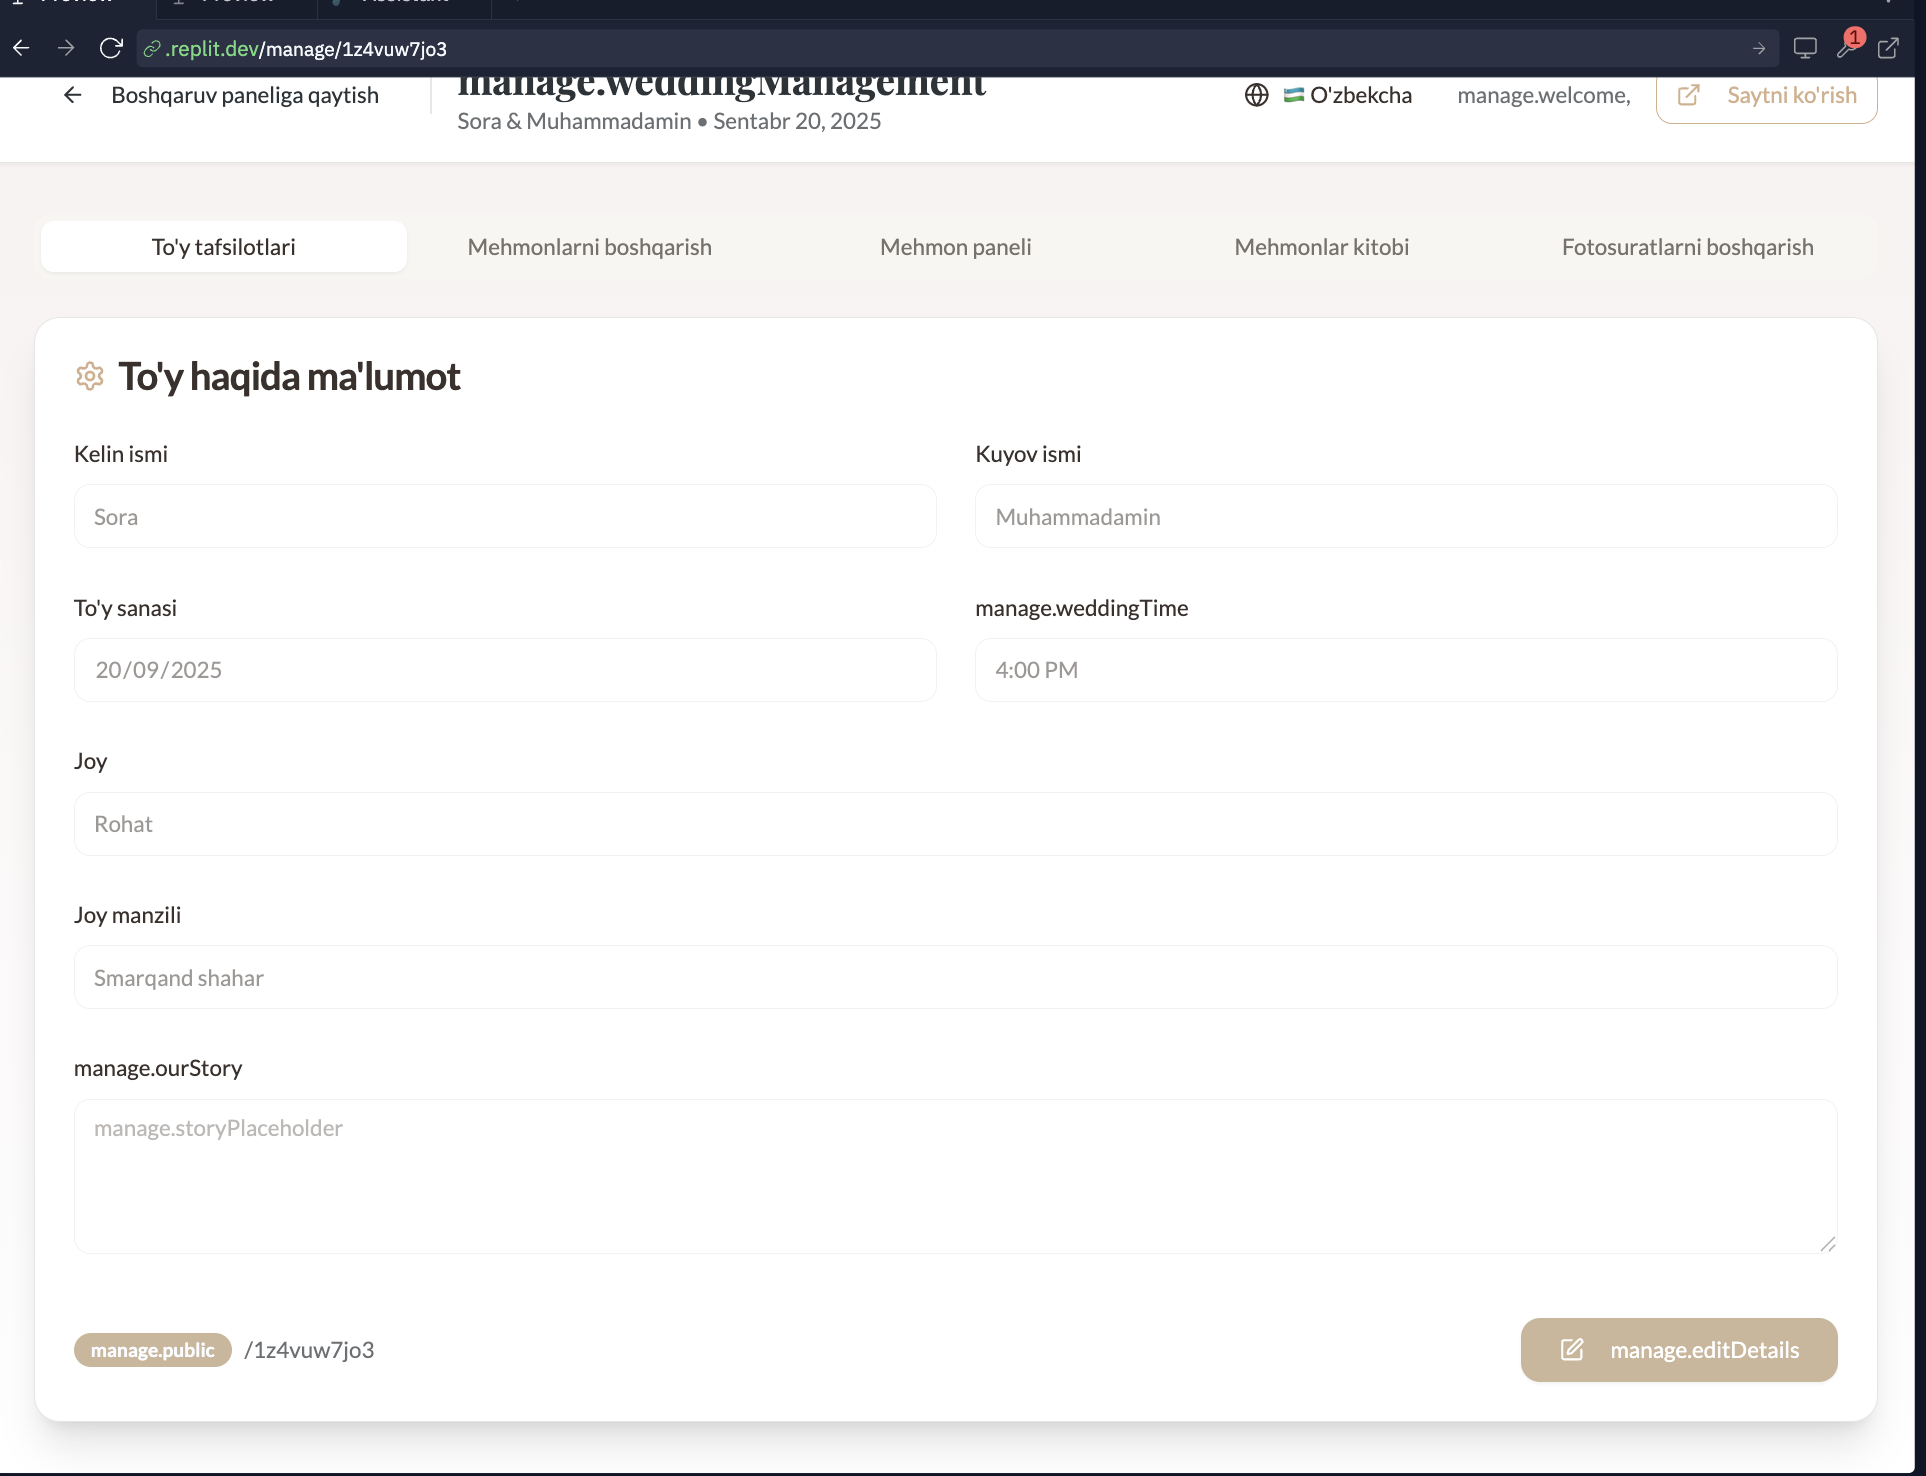 .replit.dev/manage/1z4vuw7jo3
1
Boshqaruv paneliga qaytish
manage.weddingManagement
Sora & Muhammadamin • Sentabr 20, 2025
O'zbekcha
manage.welcome,
Saytni ko'rish
To'y tafsilotlari
Mehmonlarni boshqarish
Mehmon paneli
Mehmonlar kitobi
Fotosuratlarni boshqarish
To'y haqida ma'lumot
Kelin ismi
Kuyov ismi
Sora
Muhammadamin
To'y sanasi
manage.weddingTime
20/09/2025
4:00 PM
Joy
Rohat
Joy manzili
Smarqand shahar
manage.ourStory
manage.storyPlaceholder
manage.public
/1z4vuw7jo3
manage.editDetails